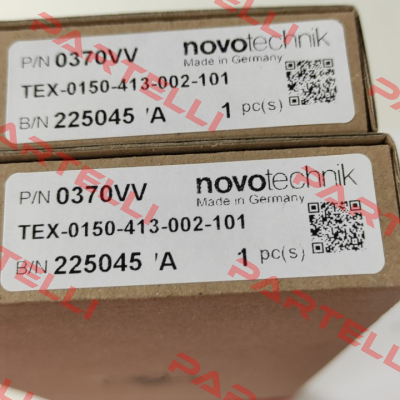 P/N 0370VV novotechnik
Made in Germany
TEX-0150-413-002-101
B/N 225045 'A 1 pc(s)
P/N 0370VV novotechnik
Made in Germany
TEX-0150-413-002-101
B/N 225045 'A 1 pc(s)
PARTELLI
PARTELLI
PARTELLI